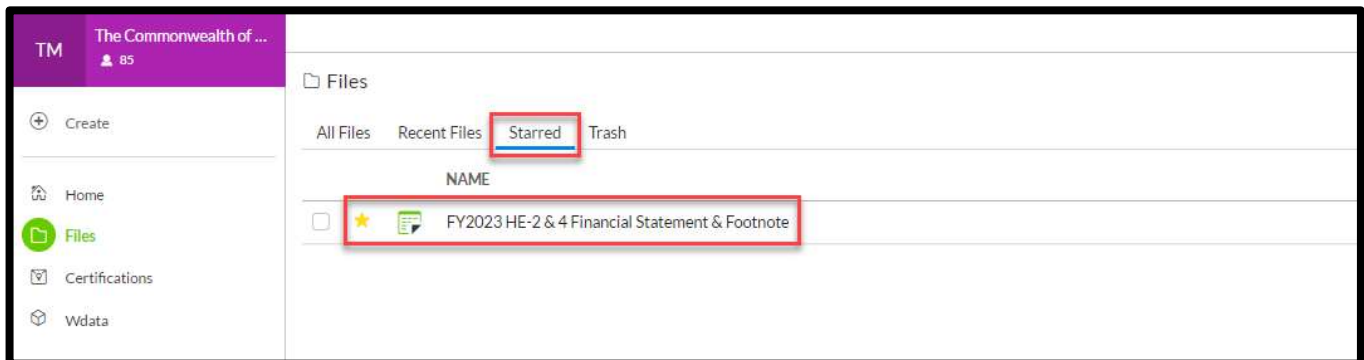 TM
The Commonwealth of ...
85
Create
Home
Files
Certifications
Wdata
Files
All Files Recent Files Starred Trash
NAME
FY2023 HE-2 & 4 Financial Statement & Footnote